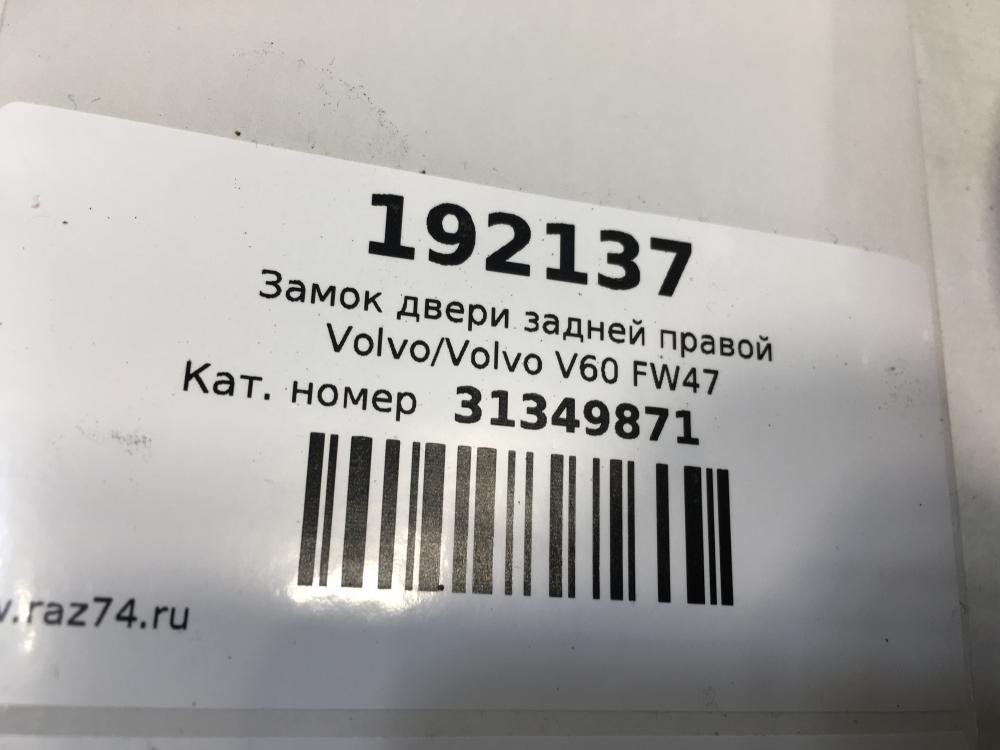 192137
Замок двери задней правой
Volvo/Volvo V60 FW47
Кат. номер 31349871
.raz74.ru